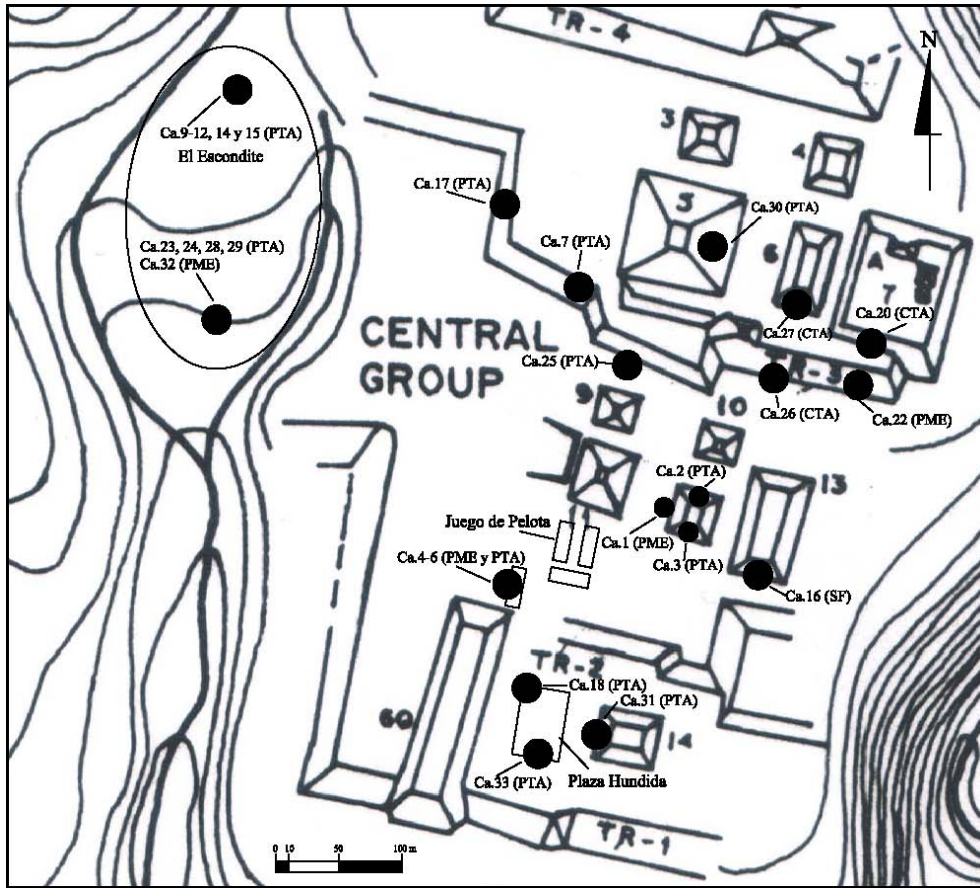 TR-4
N
3
4
Ca.9-12, 14 y 15 (PTA)
El Escondite
Ca.17 (PTA)
5
Ca.30 (PTA)
Ca.7 (PTA)
6
A
7
Ca.23, 24, 28, 29 (PTA)
Ca.32 (PME)
Ca.20 (CTA)
Ca.27 (CTA)
CENTRAL
GROUP
Ca.25 (PTA)
TR-3
Ca.26 (CTA)
Ca.22 (PME)
9
10
Ca.2 (PTA)
13
Juego de Pelota
Ca.1 (PME)
Ca.3 (PTA)
Ca.4-6 (PME y PTA)
Ca.16 (SF)
TR-2
Ca.18 (PTA)
Ca.31 (PTA)
60
14
Ca.33 (PTA)
Plaza Hundida
TR-1
0 10 50 100 m